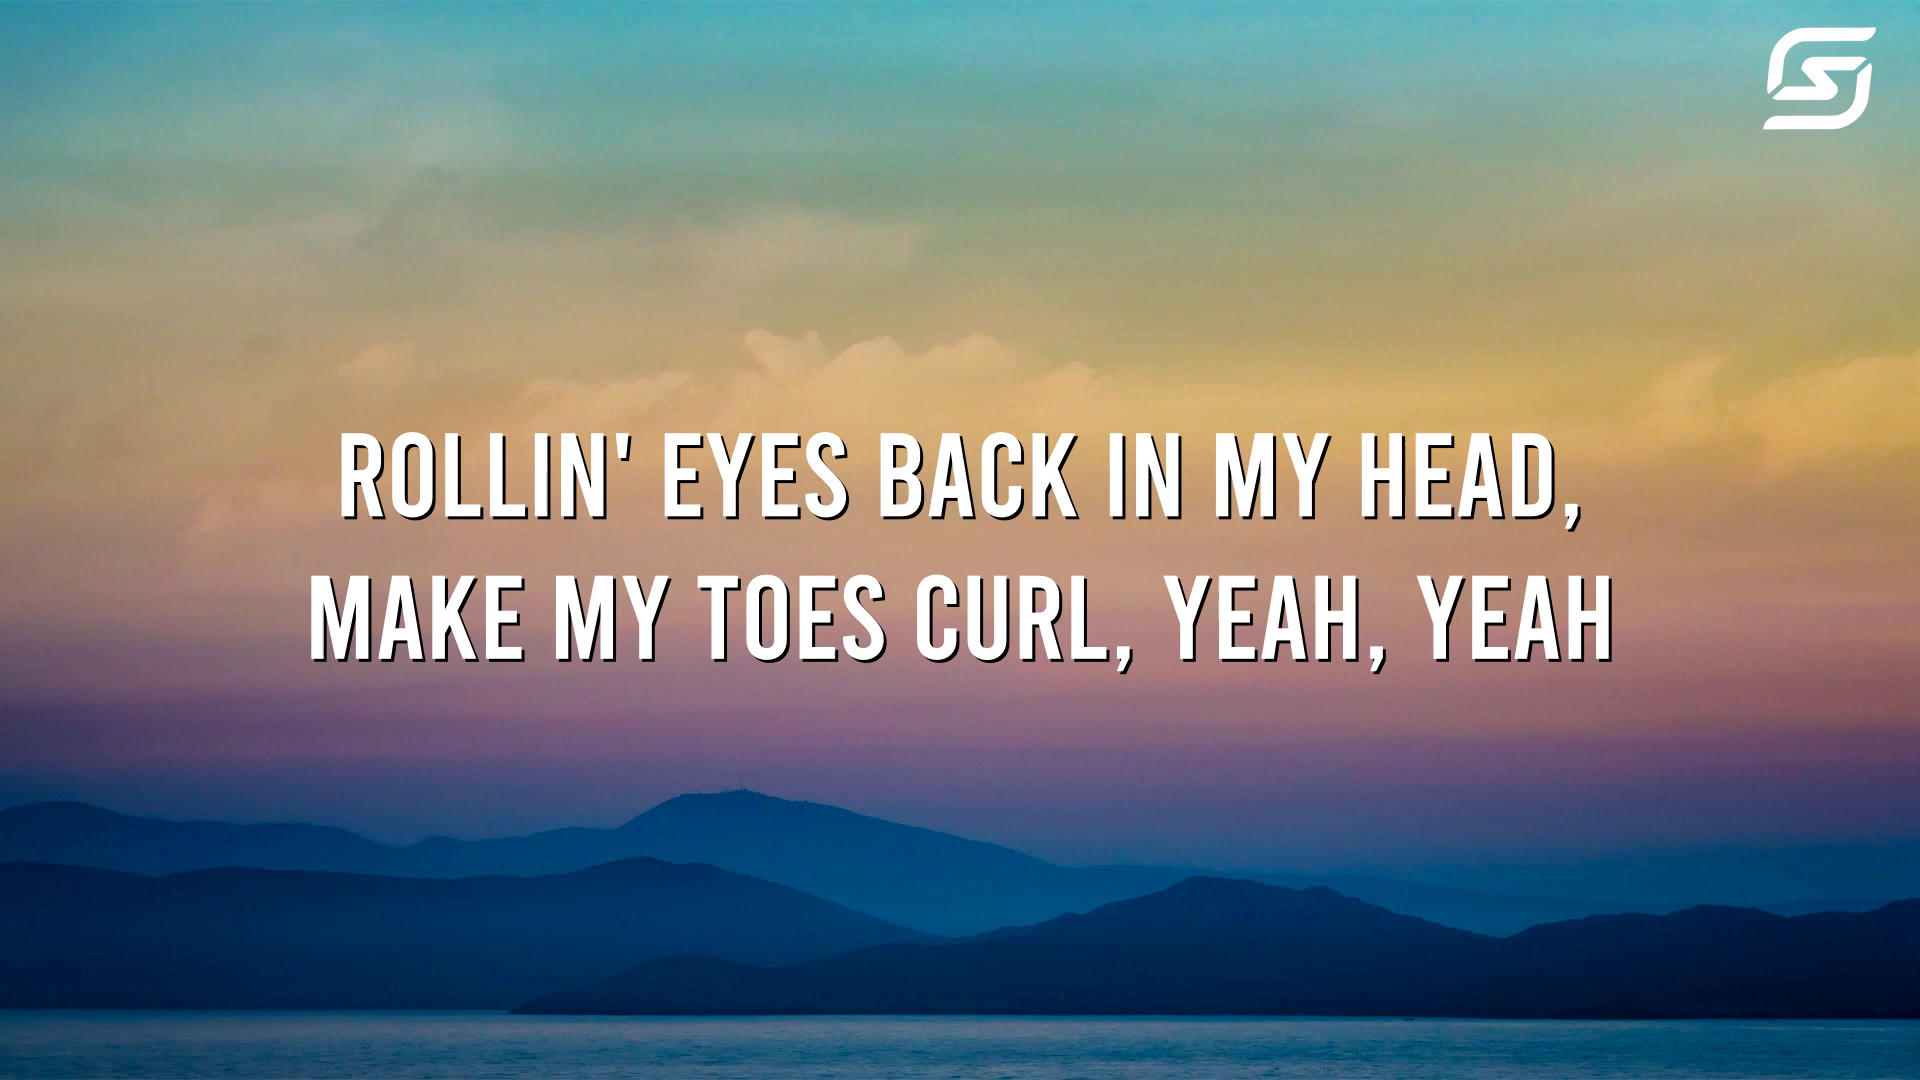 ROLLIN' EYES BACK IN MY HEAD,
MAKE MY TOES CURL, YEAH, YEAH